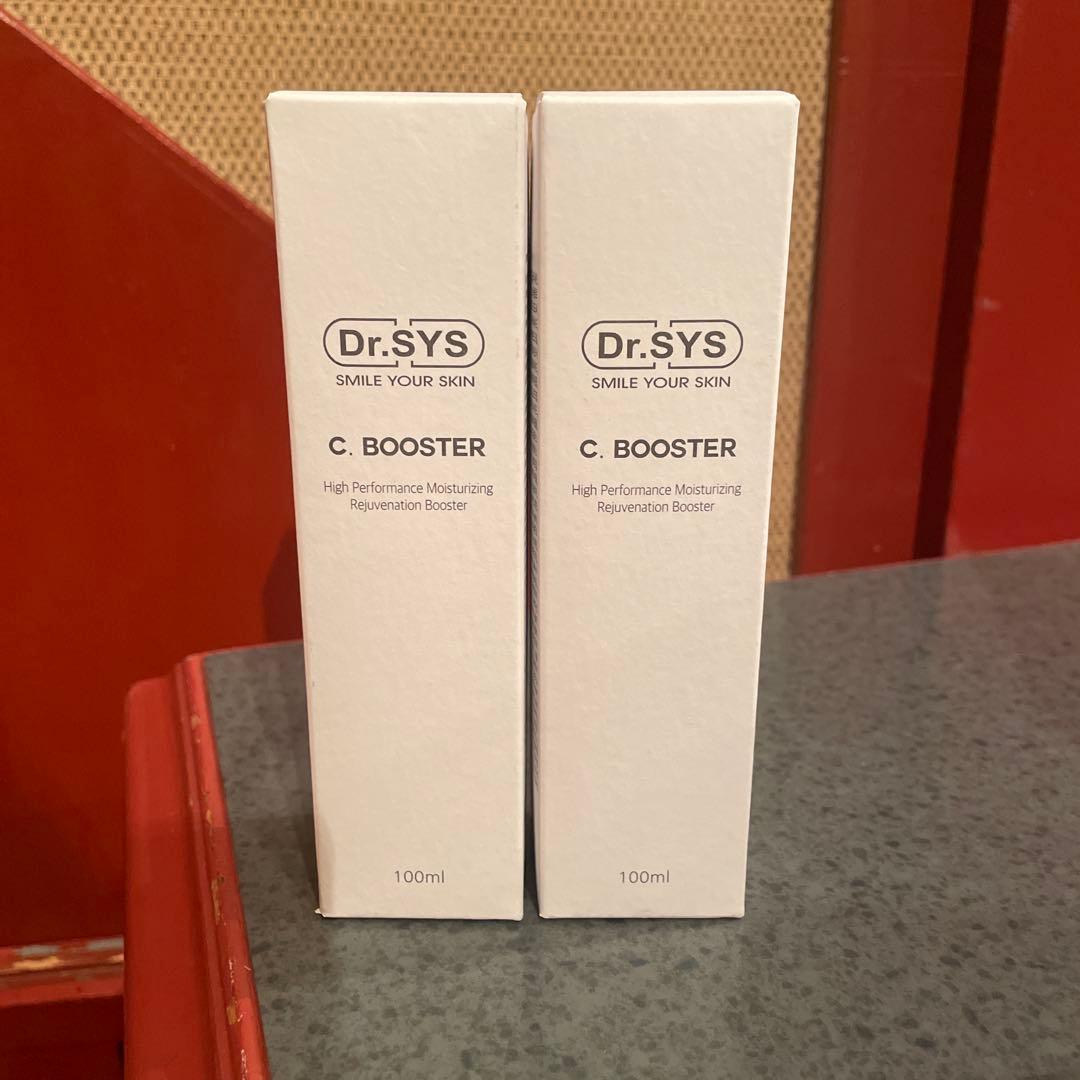 Dr.SYS
SMILE YOUR SKIN
C. BOOSTER
High Performance Moisturizing
Rejuvenation Booster
100ml
Dr.SYS
SMILE YOUR SKIN
C. BOOSTER
High Performance Moisturizing
Rejuvenation Booster
100ml